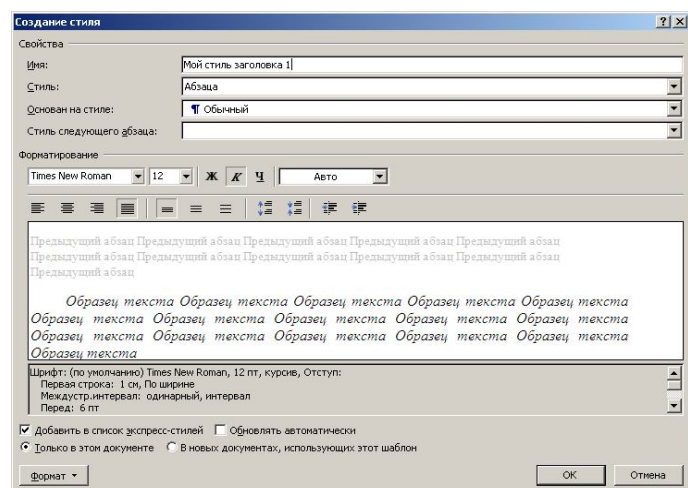 Создание стиля
Свойства
Имя: Мой стиль заголовка 1
Стиль: Абзаца
Основан на стиле: ¶ Обычный
Стиль следующего абзаца:
Форматирование
Times New Roman 12 Ж К Ч Авто
Предыдущий абзац Предыдущий абзац Предыдущий абзац Предыдущий абзац Предыдущий абзац
Предыдущий абзац Предыдущий абзац Предыдущий абзац Предыдущий абзац Предыдущий абзац
Предыдущий абзац
Образец текста Образец текста Образец текста Образец текста Образец текста
Образец текста Образец текста Образец текста Образец текста Образец текста
Образец текста Образец текста Образец текста Образец текста Образец текста
Образец текста
Шрифт: (по умолчанию) Times New Roman, 12 пт, курсив, Отступ:
Первая строка: 1 см, По ширине
Междустр.интервал: одинарный, интервал
Перед: 6 пт
Добавить в список экспресс-стилей Обновлять автоматически
Только в этом документе В новых документах, использующих этот шаблон
Формат ОК Отмена